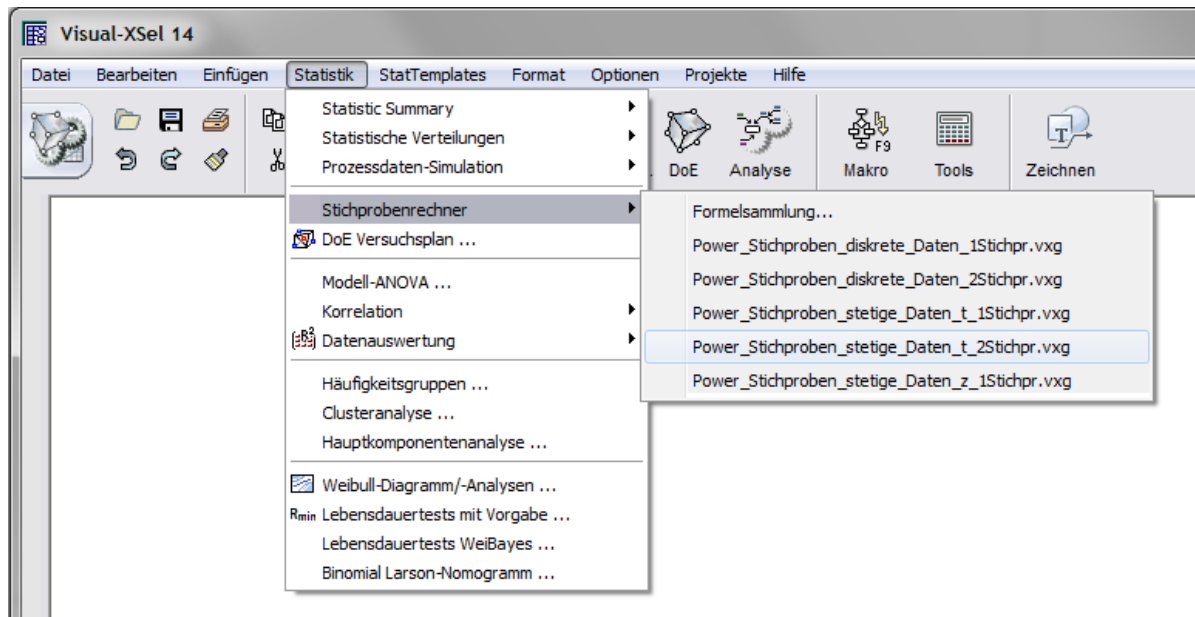 Visual-XSel 14
Datei Bearbeiten Einfügen Statistik StatTemplates Format Optionen Projekte Hilfe
F9
DoE Analyse Makro Tools Zeichnen
T
Statistic Summary
Statistische Verteilungen
Prozessdaten-Simulation
Stichprobenrechner
DoE Versuchsplan ...
Modell-ANOVA ...
Korrelation
R² Datenauswertung
Häufigkeitsgruppen ...
Clusteranalyse ...
Hauptkomponentenanalyse ...
Weibull-Diagramm/-Analysen ...
Rmin Lebensdauertests mit Vorgabe ...
Lebensdauertests WeiBayes ...
Binomial Larson-Nomogramm ...
Formelsammlung...
Power_Stichproben_diskrete_Daten_1Stichpr.vxg
Power_Stichproben_diskrete_Daten_2Stichpr.vxg
Power_Stichproben_stetige_Daten_t_1Stichpr.vxg
Power_Stichproben_stetige_Daten_t_2Stichpr.vxg
Power_Stichproben_stetige_Daten_z_1Stichpr.vxg